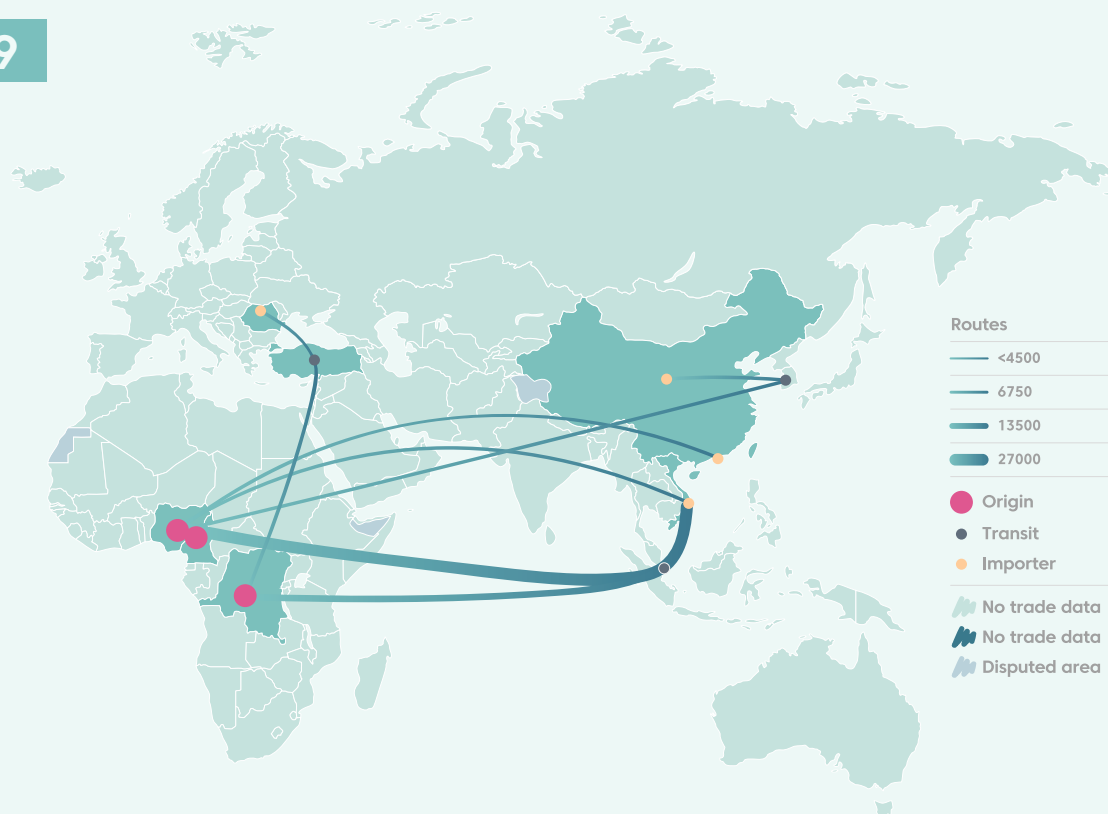 9
Routes
<4500
6750
13500
27000
Origin
Transit
Importer
No trade data
No trade data
Disputed area